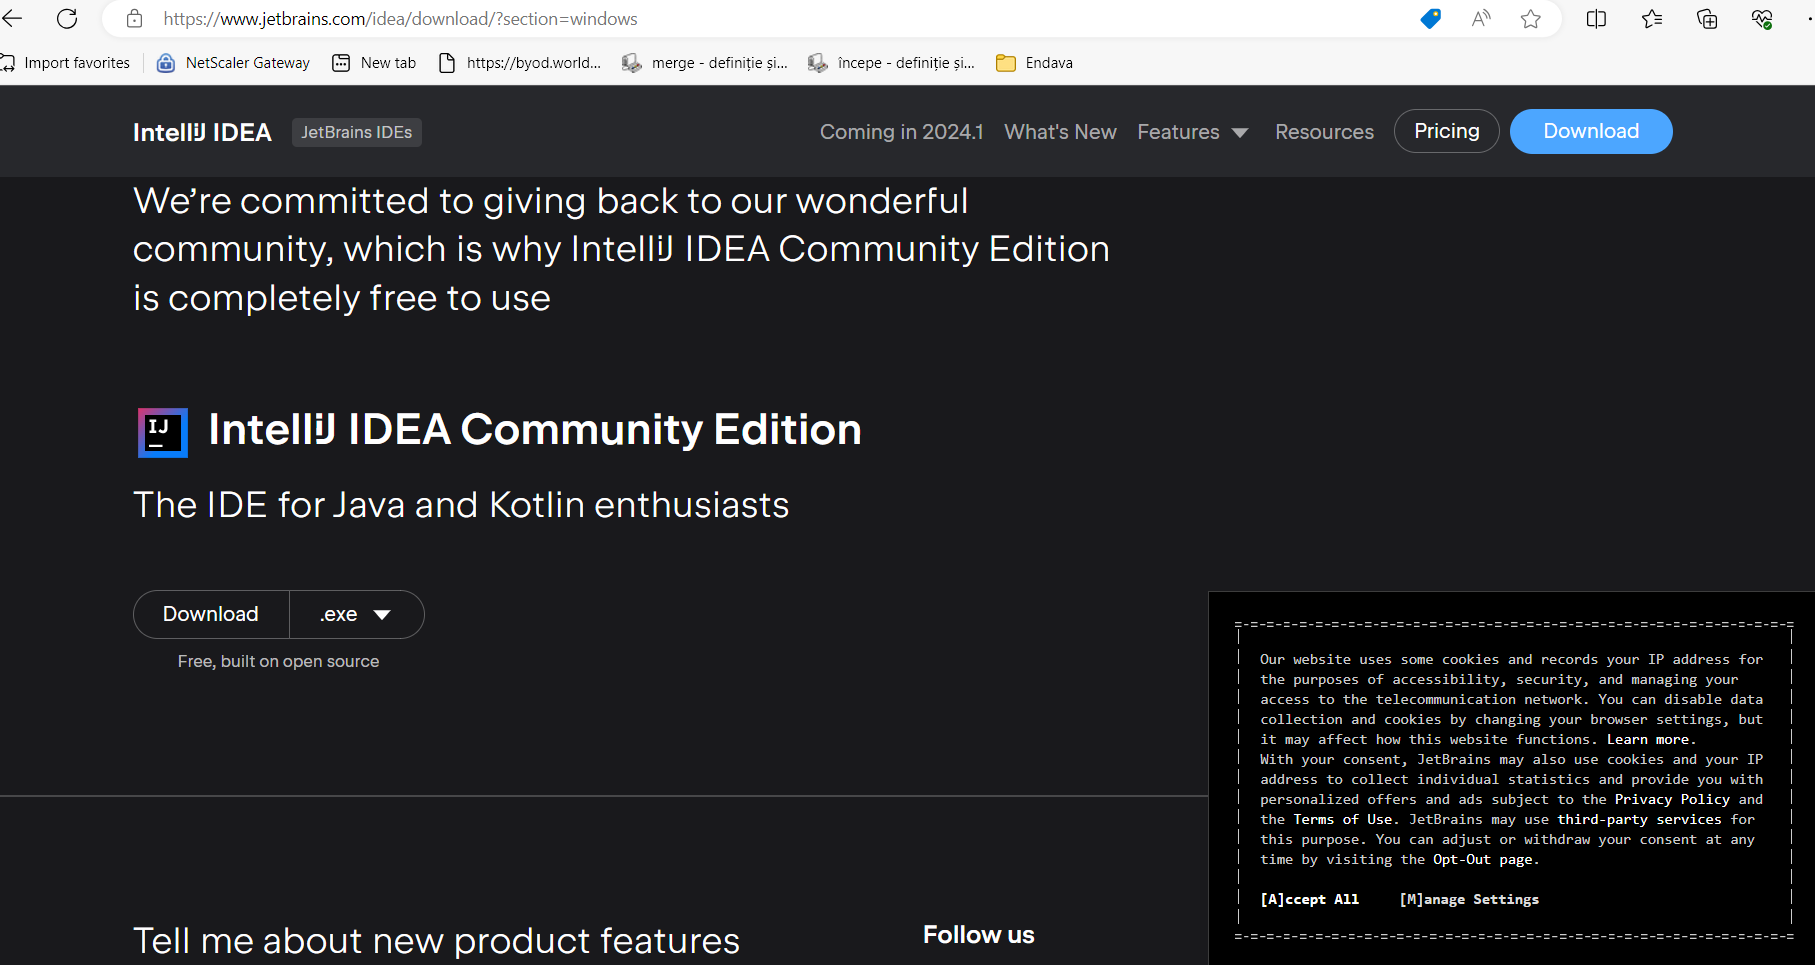 https://www.jetbrains.com/idea/download/?section=windows
Import favorites NetScaler Gateway New tab https://byod.world... merge - definiție și... începe - definiție și... Endava
IntelliJ IDEA JetBrains IDEs Coming in 2024.1 What's New Features Resources Pricing Download
We’re committed to giving back to our wonderful
community, which is why IntelliJ IDEA Community Edition
is completely free to use
IJ IntelliJ IDEA Community Edition
The IDE for Java and Kotlin enthusiasts
Download .exe
Free, built on open source
Our website uses some cookies and records your IP address for
the purposes of accessibility, security, and managing your
access to the telecommunication network. You can disable data
collection and cookies by changing your browser settings, but
it may affect how this website functions. Learn more.
With your consent, JetBrains may also use cookies and your IP
address to collect individual statistics and provide you with
personalized offers and ads subject to the Privacy Policy and
the Terms of Use. JetBrains may use third-party services for
this purpose. You can adjust or withdraw your consent at any
time by visiting the Opt-Out page.
[A]ccept All [M]anage Settings
Tell me about new product features
Follow us